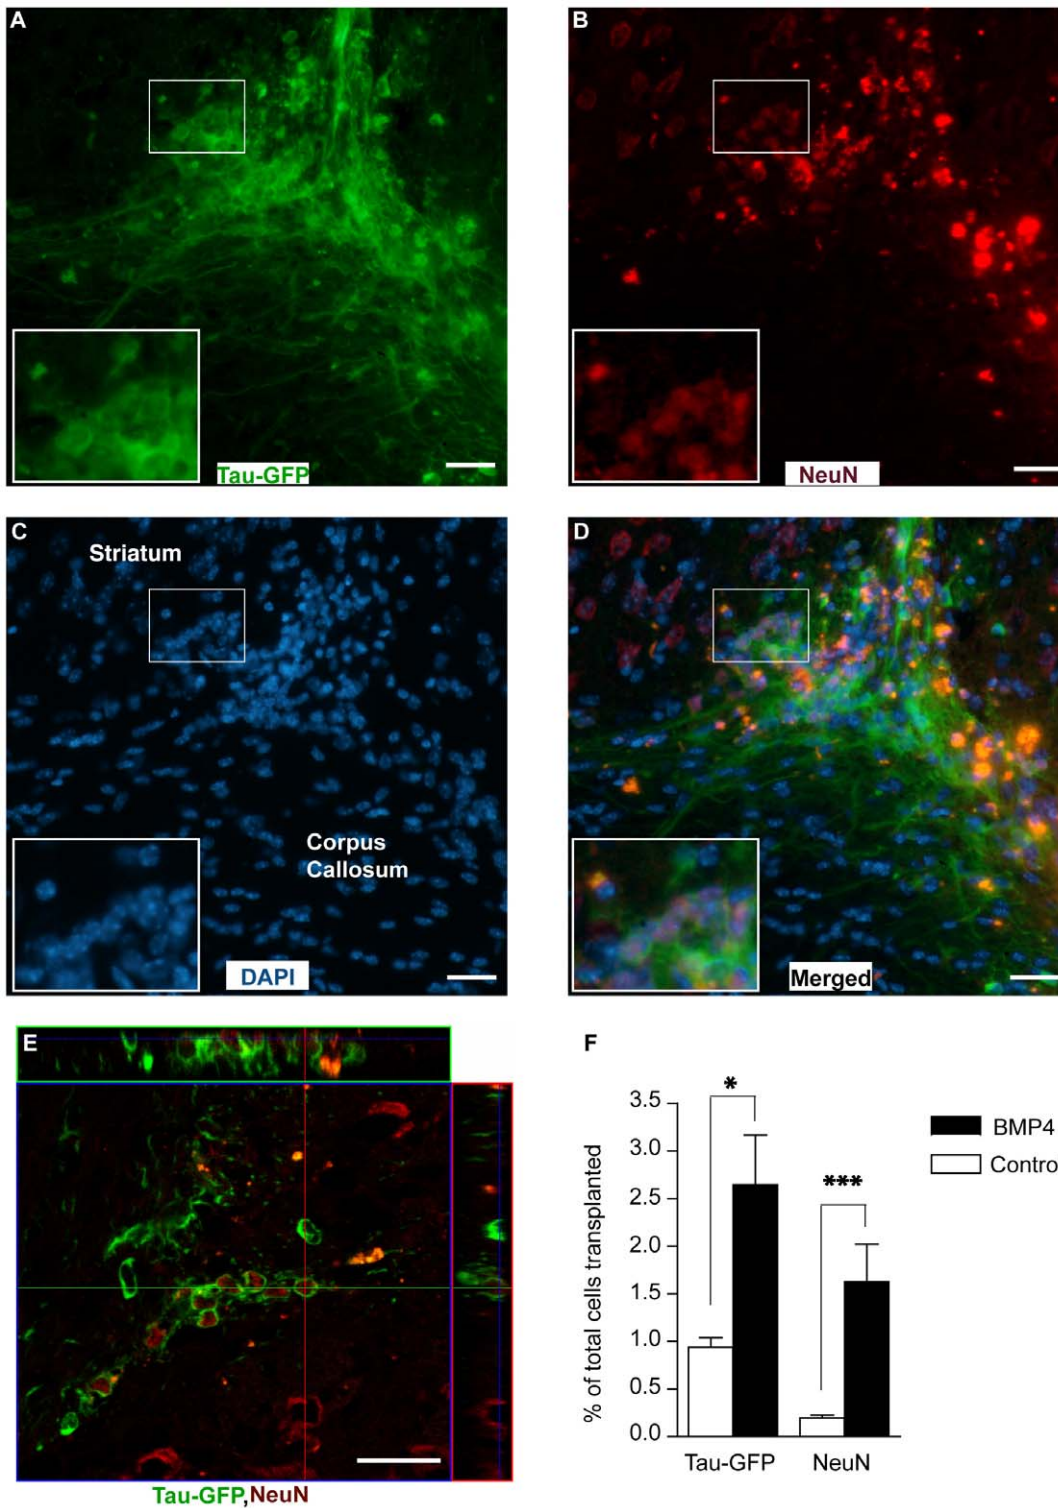 A
Tau-GFP
B
NeuN
C
Striatum
Corpus
Callosum
DAPI
D
Merged
E
Tau-GFP,NeuN
F
% of total cells transplanted
3.5
3.0
2.5
2.0
1.5
1.0
0.5
0.0
*
***
Tau-GFP
NeuN
BMP4
Contro